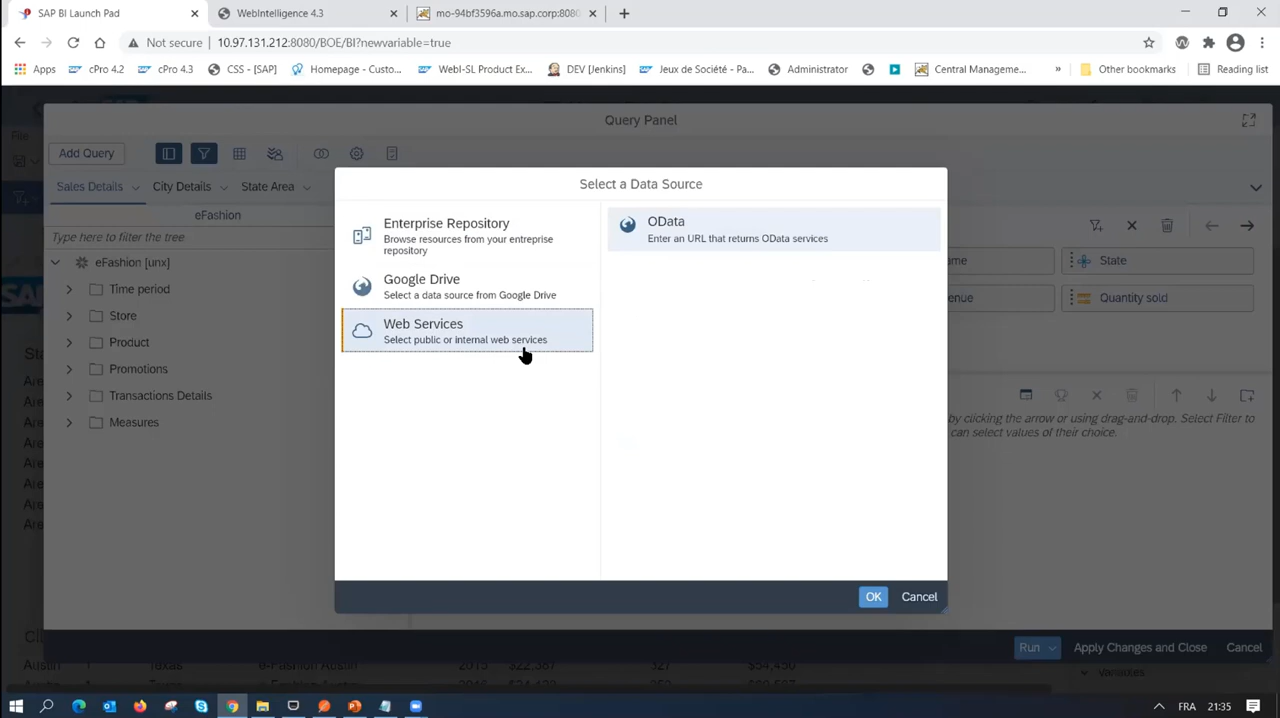 SAP BI Launch Pad
WebIntelligence 4.3
mo-94bf3596a.mo.sap.corp:8080
Not secure
10.97.131.212:8080/BOE/BI?newvariable=true
Apps
cPro 4.2
cPro 4.3
CSS - [SAP]
Homepage - Custo...
WebI-SL Product Ex...
DEV [Jenkins]
Jeux de Société - Pa...
Administrator
Central Manageme...
»
Other bookmarks
Reading list
Query Panel
File
Add Query
Sales Details
City Details
State Area
eFashion
Type here to filter the tree
eFashion [unx]
Time period
Store
Product
Promotions
Transactions Details
Measures
Select a Data Source
Enterprise Repository
Browse resources from your entreprise
repository
Google Drive
Select a data source from Google Drive
Web Services
Select public or internal web services
OData
Enter an URL that returns OData services
OK
Cancel
State
Quantity sold
by clicking the arrow or using drag-and-drop. Select Filter to
can select values of their choice.
Run
Apply Changes and Close
Cancel
Austin
Texas
e-Fashion Austin
Variables
FRA
21:35